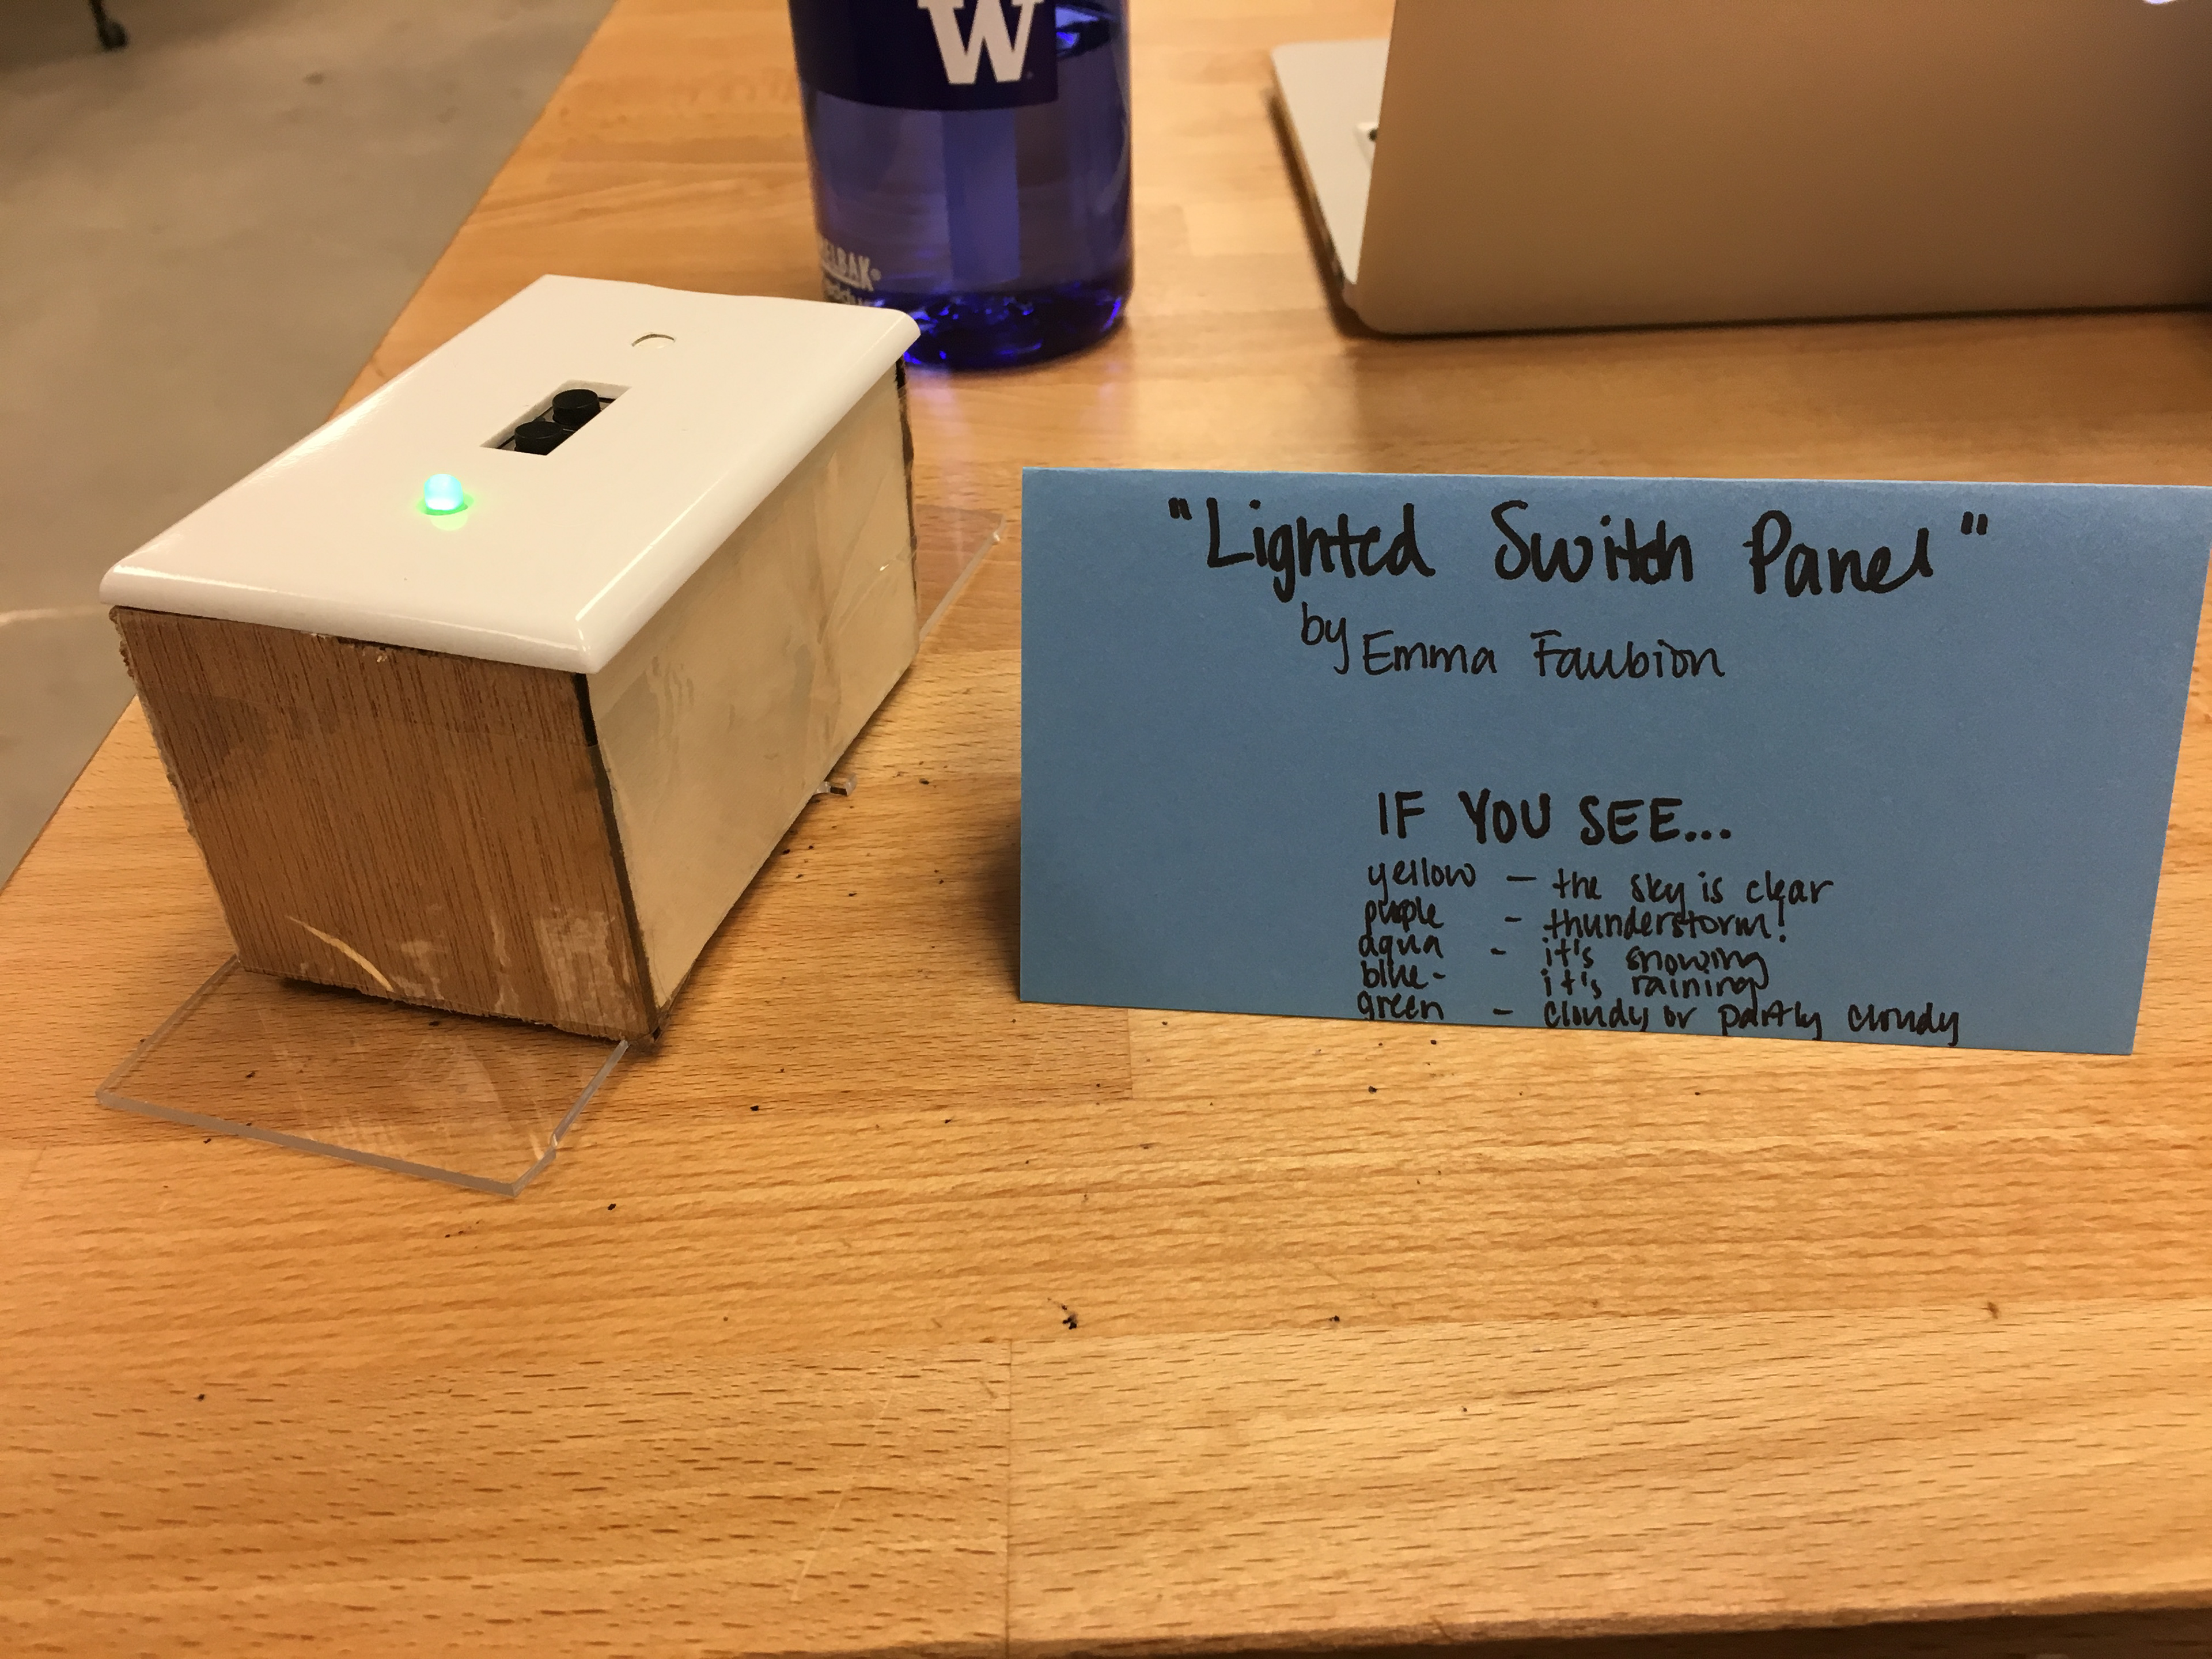 W
ELBAK®
"Lighted Switch Panel"
by Emma Faubion
IF YOU SEE...
yellow – the sky is clear
purple - thunderstorm!
aqua - it's snowing
blue- it's raining
green - cloudy or partly cloudy